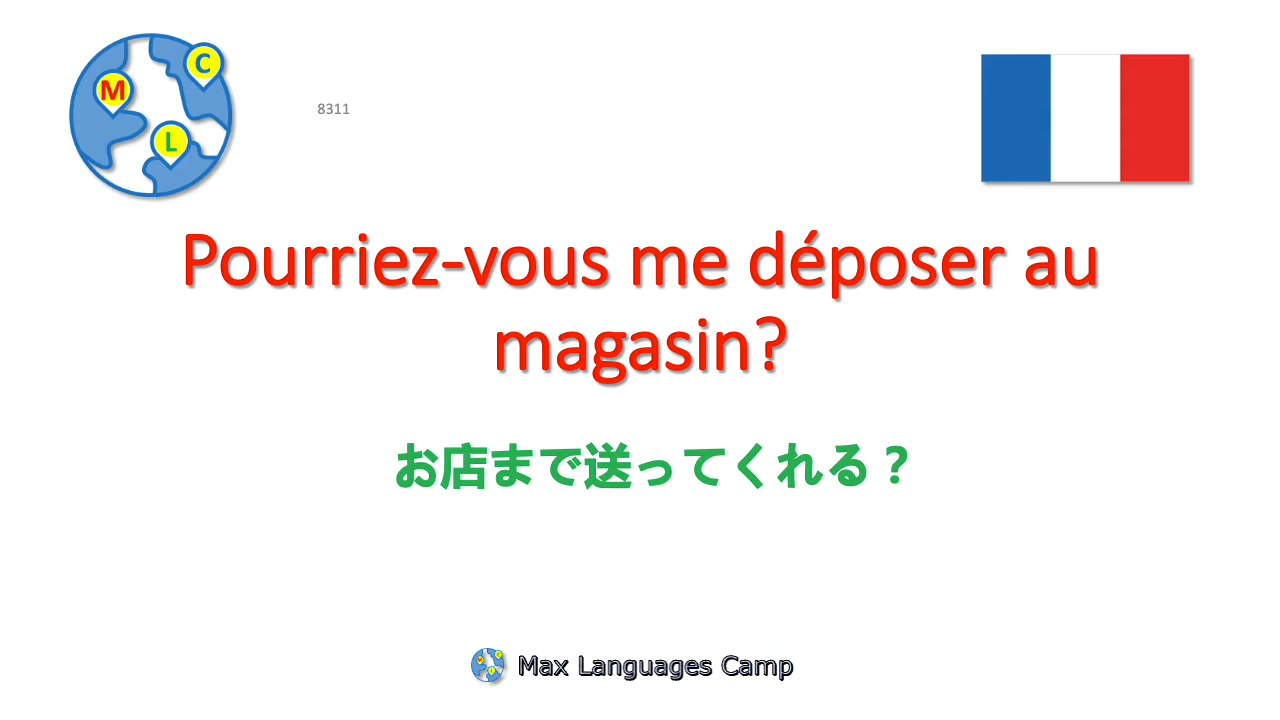 C
M
L
8311
Pourriez-vous me déposer au
magasin?
お店まで送ってくれる？
Max Languages Camp